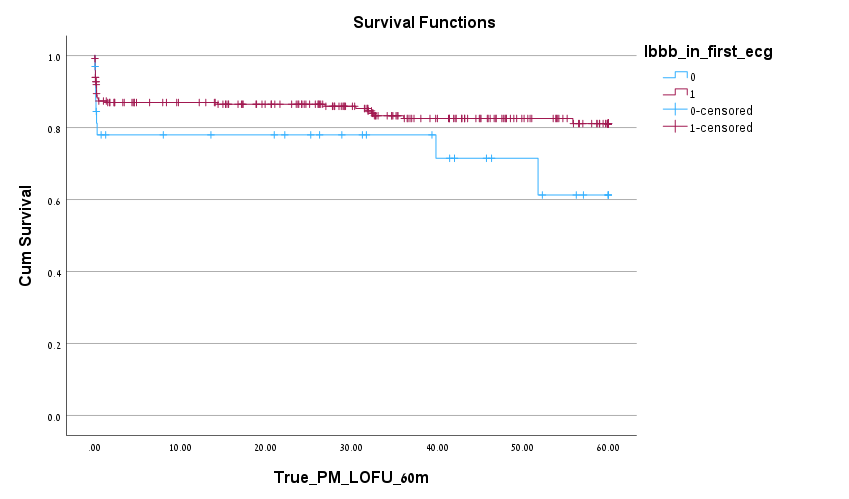 Survival Functions
lbbb_in_first_ecg
0
1
0-censored
1-censored
Cum Survival
1.0
0.8
0.6
0.4
0.2
0.0
.00 10.00 20.00 30.00 40.00 50.00 60.00
True_PM_LOFU_60m